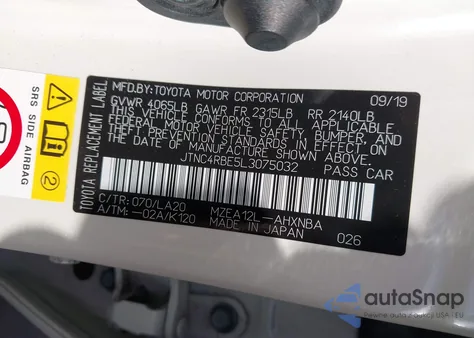 MFD.BY:TOYOTA MOTOR CORPORATION 09/19
GVWR 4065LB GAWR FR 2315LB RR 2140LB
THIS VEHICLE CONFORMS TO ALL APPLICABLE
FEDERAL MOTOR VEHICLE SAFETY, BUMPER, AND
THEFT PREVENTION STANDARDS IN EFFECT ON
THE DATE OF MANUFACTURE SHOWN ABOVE.
JTNC4RBE5L3075032 PASS CAR
C/TR: 070/LA20 MZEA12L-AHXNBA
A/TM: -02A/K120 MADE IN JAPAN 026
TOYOTA REPLACEMENT LABEL
SRS SIDE AIRBAG
2
autoSnap